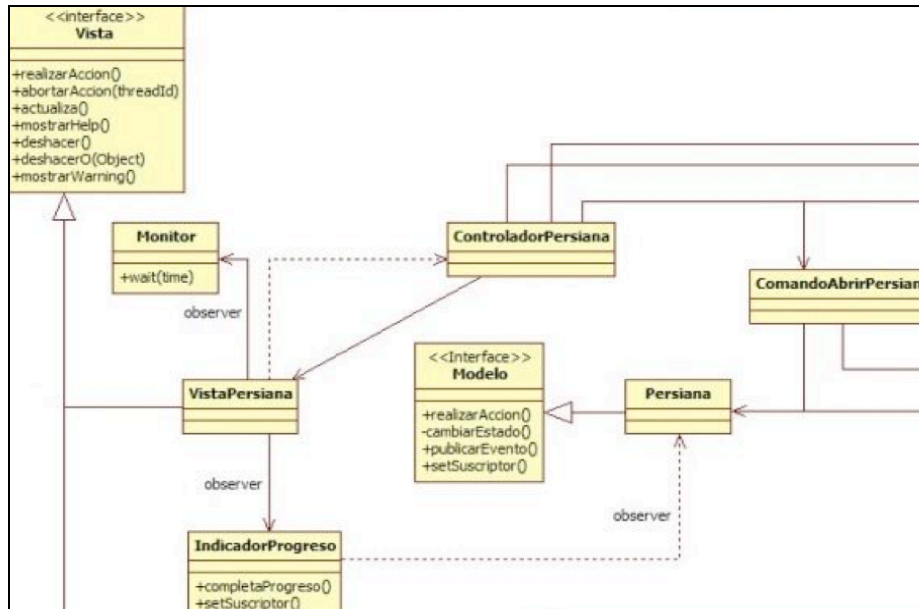 <<interface>>
Vista
+realizarAccion()
+abortarAccion(threadId)
+actualiza()
+mostrarHelp()
+deshacer()
+deshacerO(Object)
+mostrarWarning()
Monitor
+wait(time)
observer
ControladorPersiana
ComandoAbrirPersian
<<Interface>>
Modelo
+realizarAccion()
-cambiarEstado()
+publicarEvento()
+setSuscriptor()
Persiana
VistaPersiana
observer
observer
IndicadorProgreso
+completaProgreso()
+setSuscriptor()